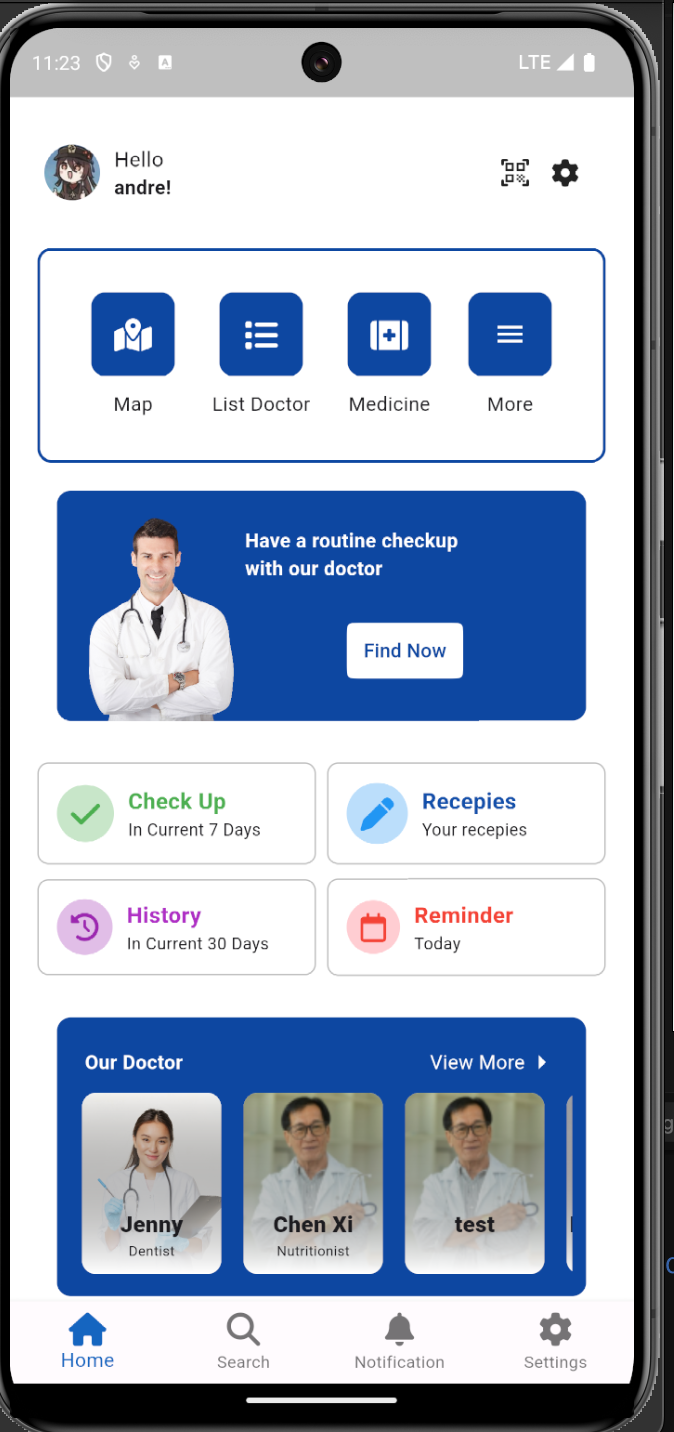 11:23
A
LTE
Hello
andre!
Map
List Doctor
Medicine
More
Have a routine checkup
with our doctor
Find Now
Check Up
In Current 7 Days
Recepies
Your recepies
History
In Current 30 Days
Reminder
Today
Our Doctor
View More
Jenny
Dentist
Chen Xi
Nutritionist
test
Home
Search
Notification
Settings